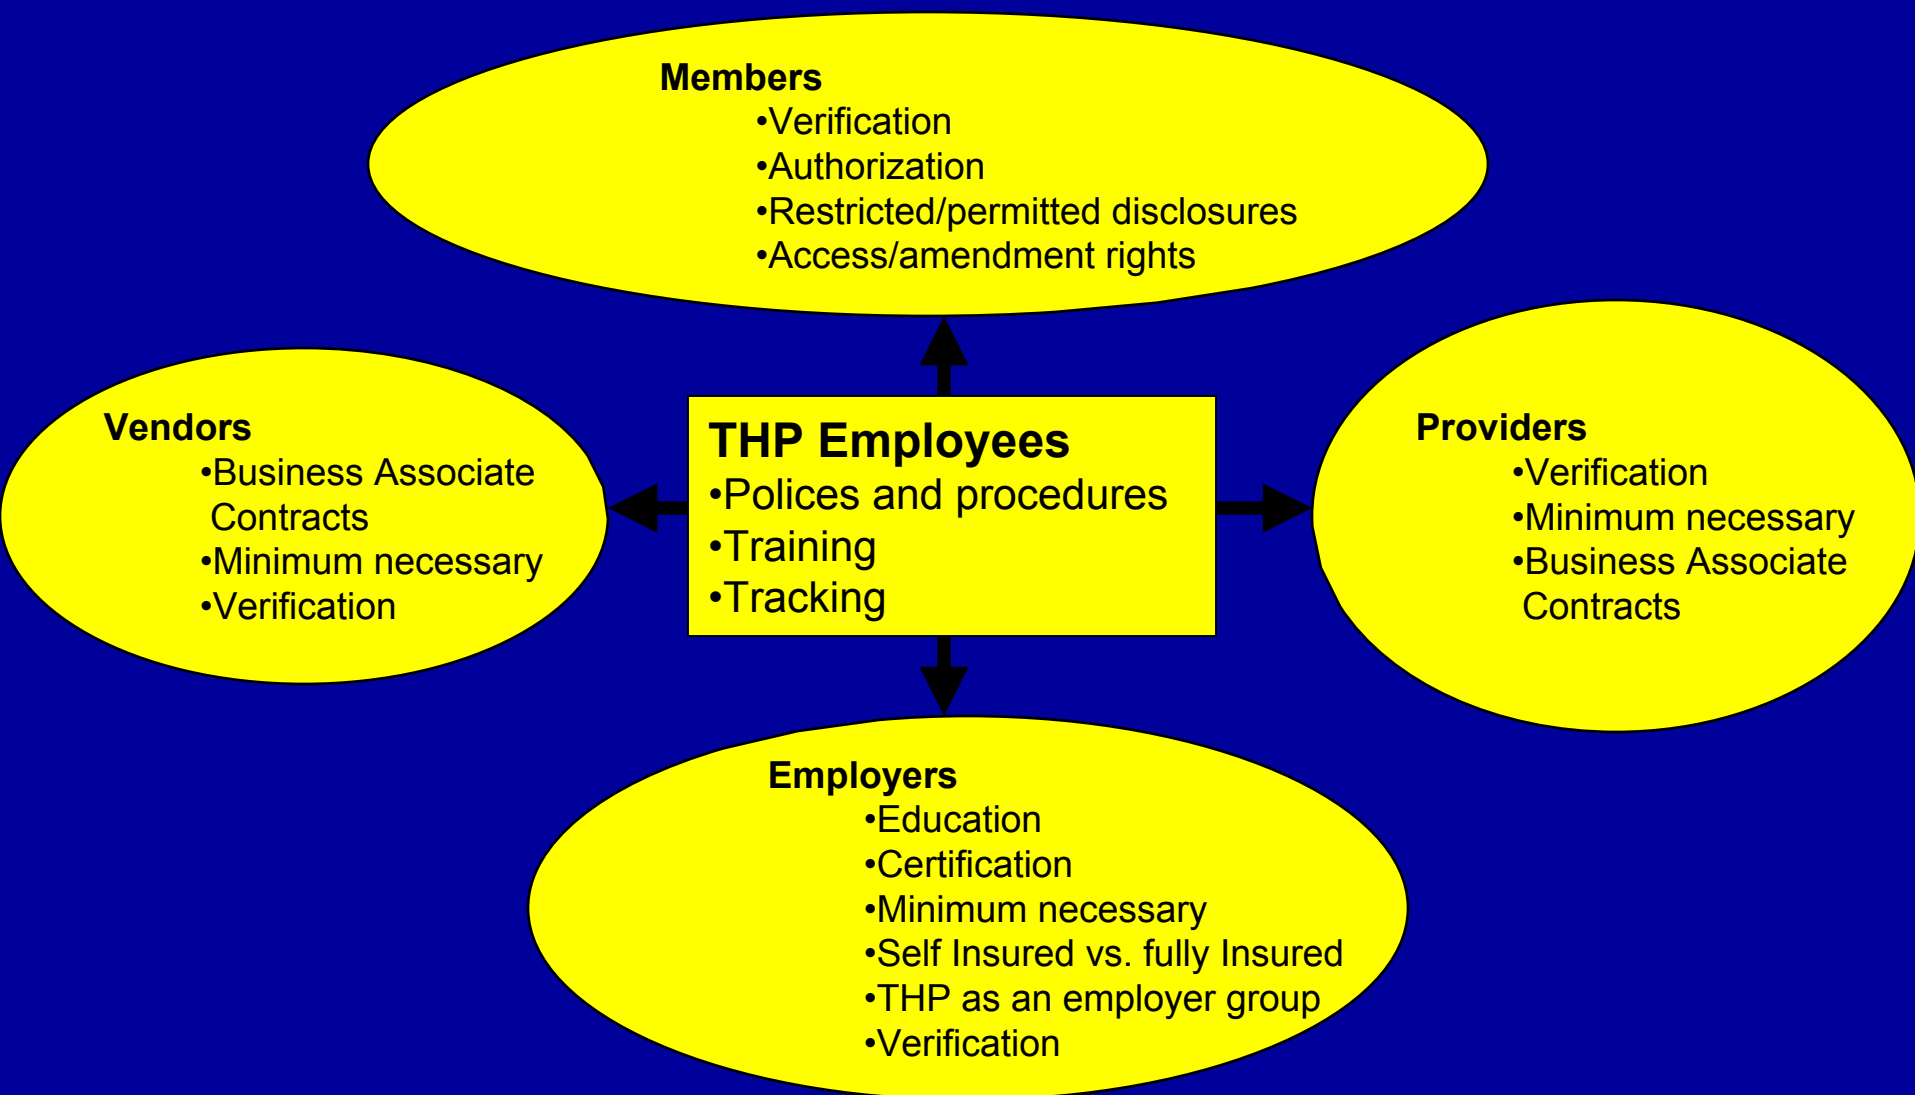 Members
•Verification
•Authorization
•Restricted/permitted disclosures
•Access/amendment rights
Vendors
•Business Associate
Contracts
•Minimum necessary
•Verification
THP Employees
•Polices and procedures
•Training
•Tracking
Providers
•Verification
•Minimum necessary
•Business Associate
Contracts
Employers
•Education
•Certification
•Minimum necessary
•Self Insured vs. fully Insured
•THP as an employer group
•Verification